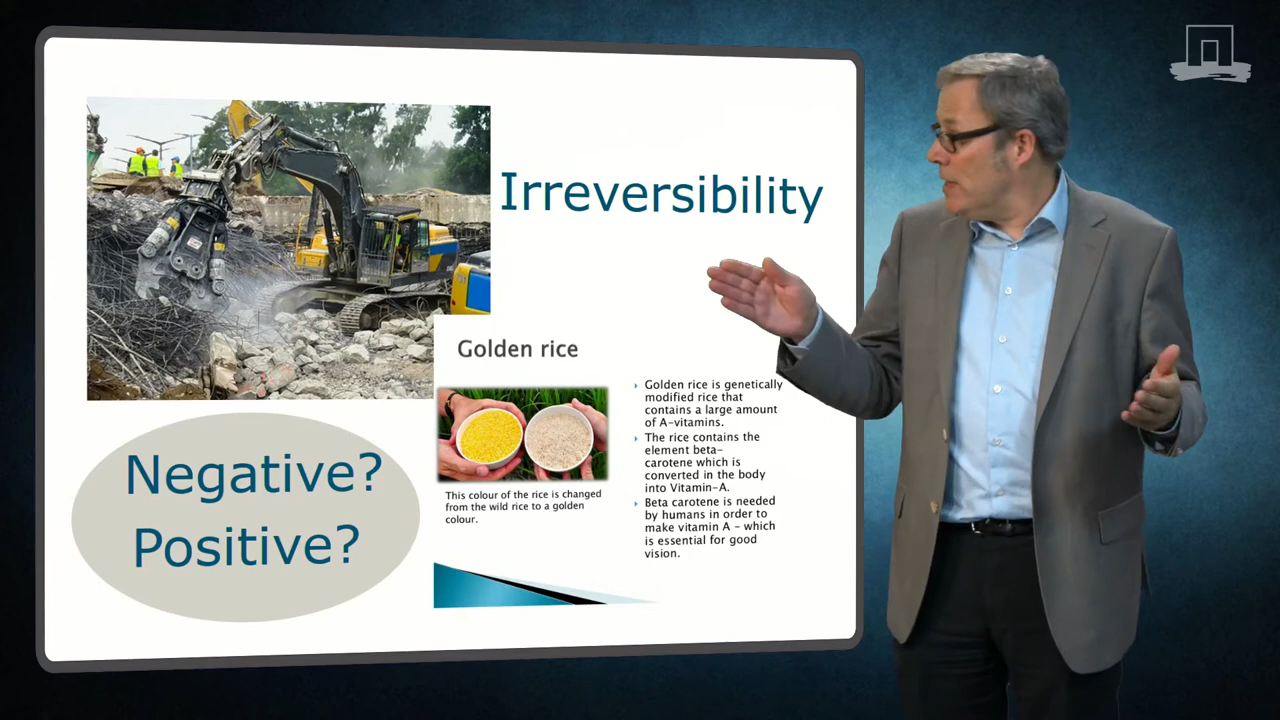 Irreversibility
Golden rice
This colour of the rice is changed
from the wild rice to a golden
colour.
Golden rice is genetically
modified rice that
contains a large amount
of A-vitamins.
The rice contains the
element beta-
carotene which is
converted in the body
into Vitamin-A.
Beta carotene is needed
by humans in order to
make vitamin A - which
is essential for good
vision.
Negative?
Positive?